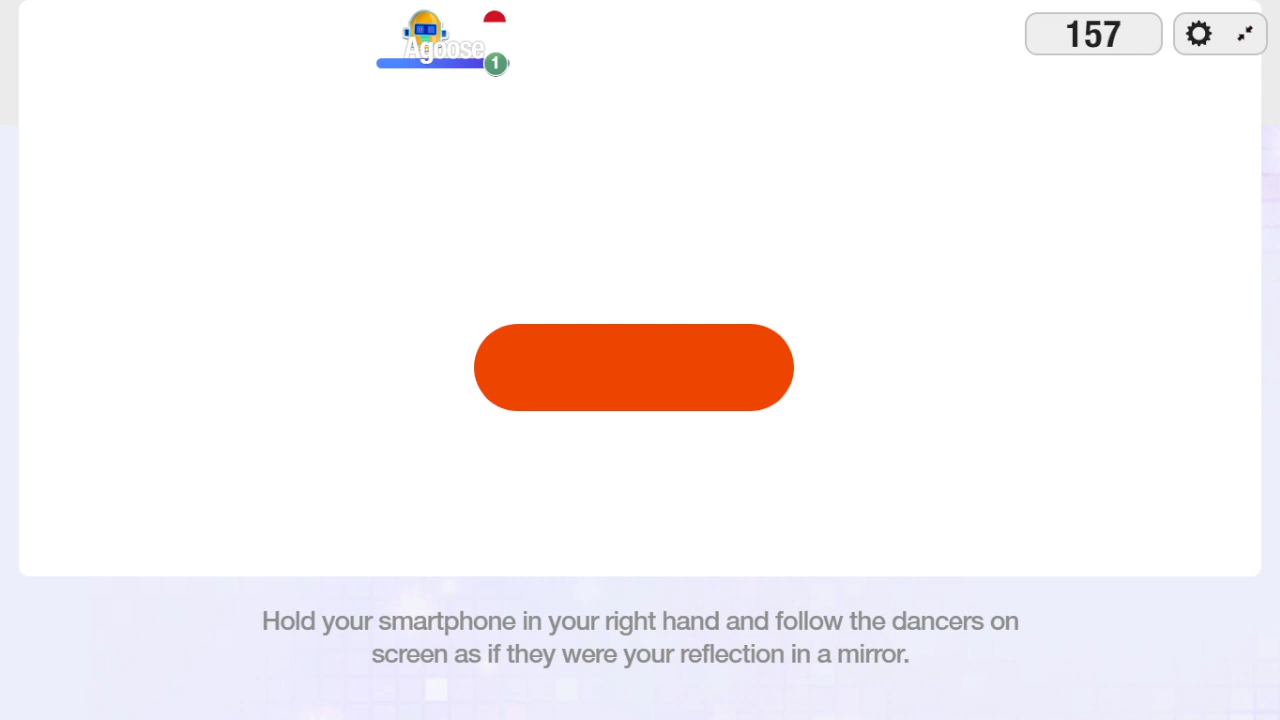 Agoose
1
157
Hold your smartphone in your right hand and follow the dancers on
screen as if they were your reflection in a mirror.